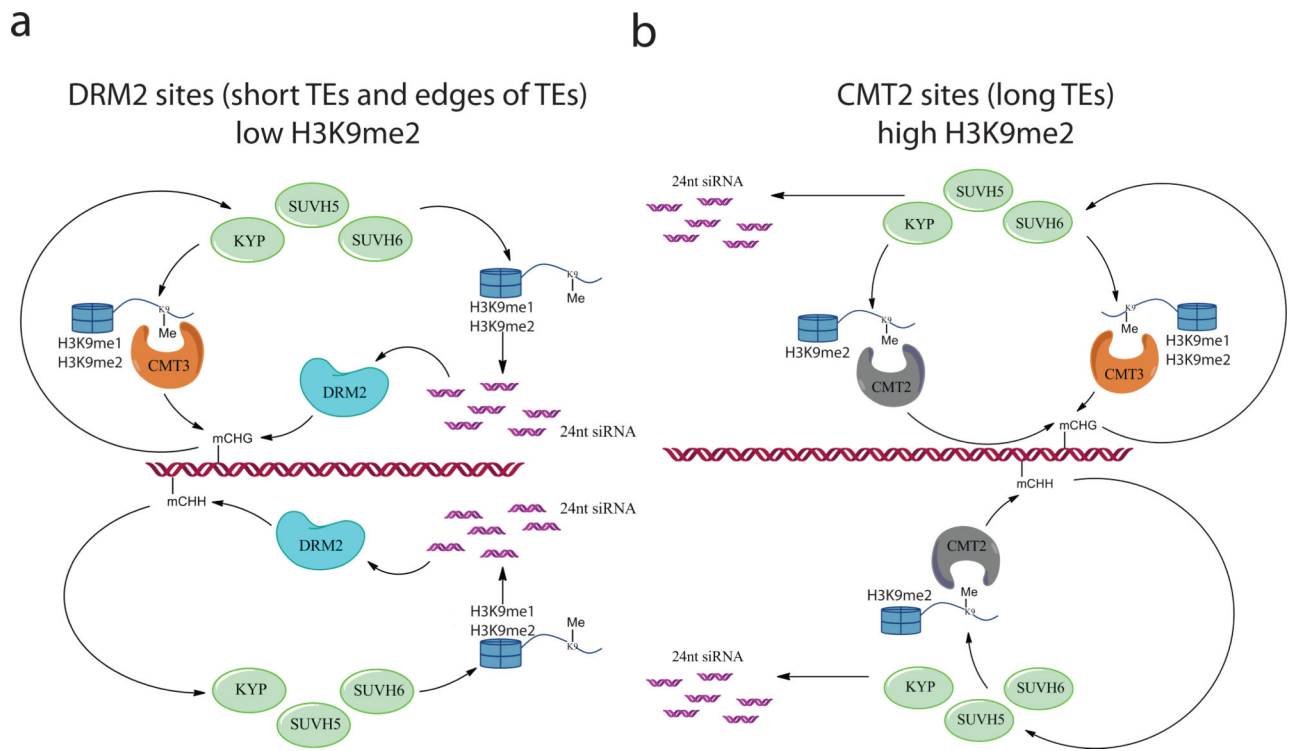 a
DRM2 sites (short TEs and edges of TEs)
low H3K9me2
SUVH5
KYP
SUVH6
K9
Me
H3K9me1
H3K9me2
K9
Me
H3K9me1
H3K9me2
CMT3
DRM2
24nt siRNA
mCHG
mCHH
24nt siRNA
DRM2
H3K9me1
H3K9me2
Me
K9
KYP
SUVH6
SUVH5
b
CMT2 sites (long TEs)
high H3K9me2
24nt siRNA
SUVH5
KYP
SUVH6
K9
Me
H3K9me2
CMT2
K9
Me
H3K9me1
H3K9me2
CMT3
mCHG
mCHH
CMT2
H3K9me2
Me
K9
24nt siRNA
KYP
SUVH6
SUVH5